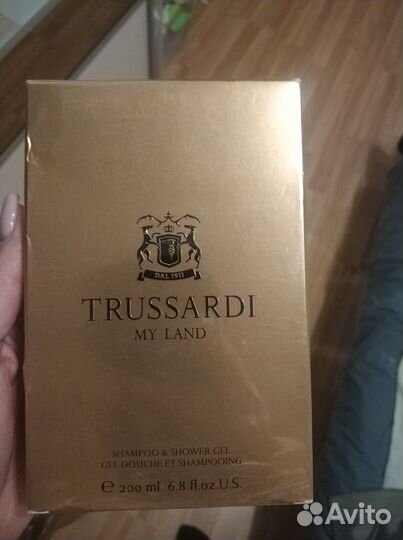 DAL 1911
TRUSSARDI
MY LAND
SHAMPOO & SHOWER GEL
GEL DOUCHE ET SHAMPOOING
e 200 ml 6.8 fl.oz.U.S.
Avito